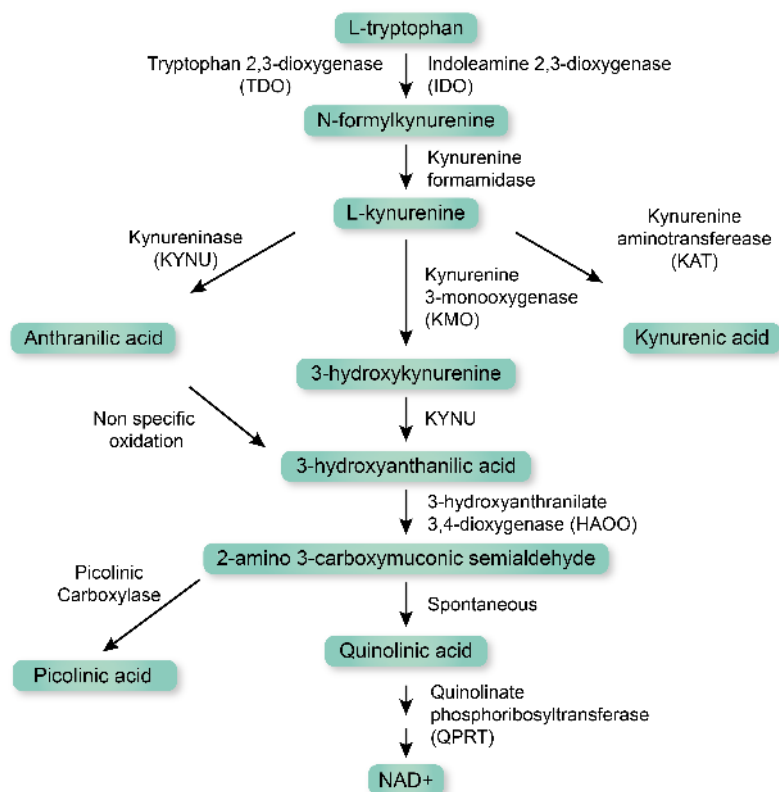 L-tryptophan
Tryptophan 2,3-dioxygenase
(TDO)
Indoleamine 2,3-dioxygenase
(IDO)
N-formylkynurenine
Kynurenine
formamidase
L-kynurenine
Kynureninase
(KYNU)
Kynurenine
3-monooxygenase
(KMO)
Kynurenine
aminotransferease
(KAT)
Anthranilic acid
Kynurenic acid
3-hydroxykynurenine
Non specific
oxidation
KYNU
3-hydroxyanthanilic acid
3-hydroxyanthranilate
3,4-dioxygenase (HAOO)
2-amino 3-carboxymuconic semialdehyde
Picolinic
Carboxylase
Spontaneous
Quinolinic acid
Picolinic acid
Quinolinate
phosphoribosyltransferase
(QPRT)
NAD+